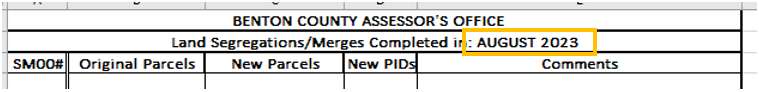 BENTON COUNTY ASSESSOR'S OFFICE
Land Segregations/Merges Completed in: AUGUST 2023
SM00# Original Parcels New Parcels New PIDs Comments